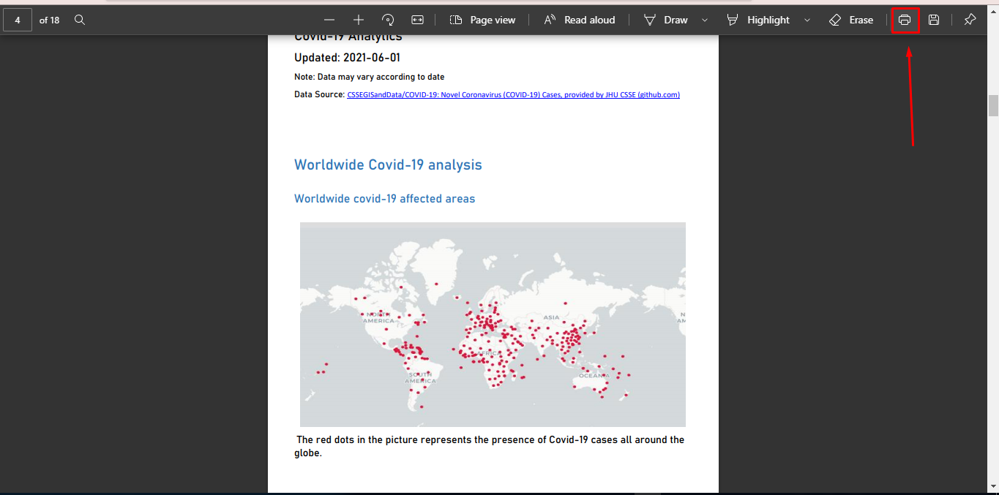 4 of 18 Page view Read aloud Draw Highlight Erase
Covid-19 Analytics
Updated: 2021-06-01
Note: Data may vary according to date
Data Source: CSSEGISandData/COVID-19: Novel Coronavirus (COVID-19) Cases, provided by JHU CSSE (github.com)
Worldwide Covid-19 analysis
Worldwide covid-19 affected areas
NORTH
AMERICA
ASIA
N
AM
AFRICA
SOUTH
AMERICA
OCEANIA
The red dots in the picture represents the presence of Covid-19 cases all around the
globe.